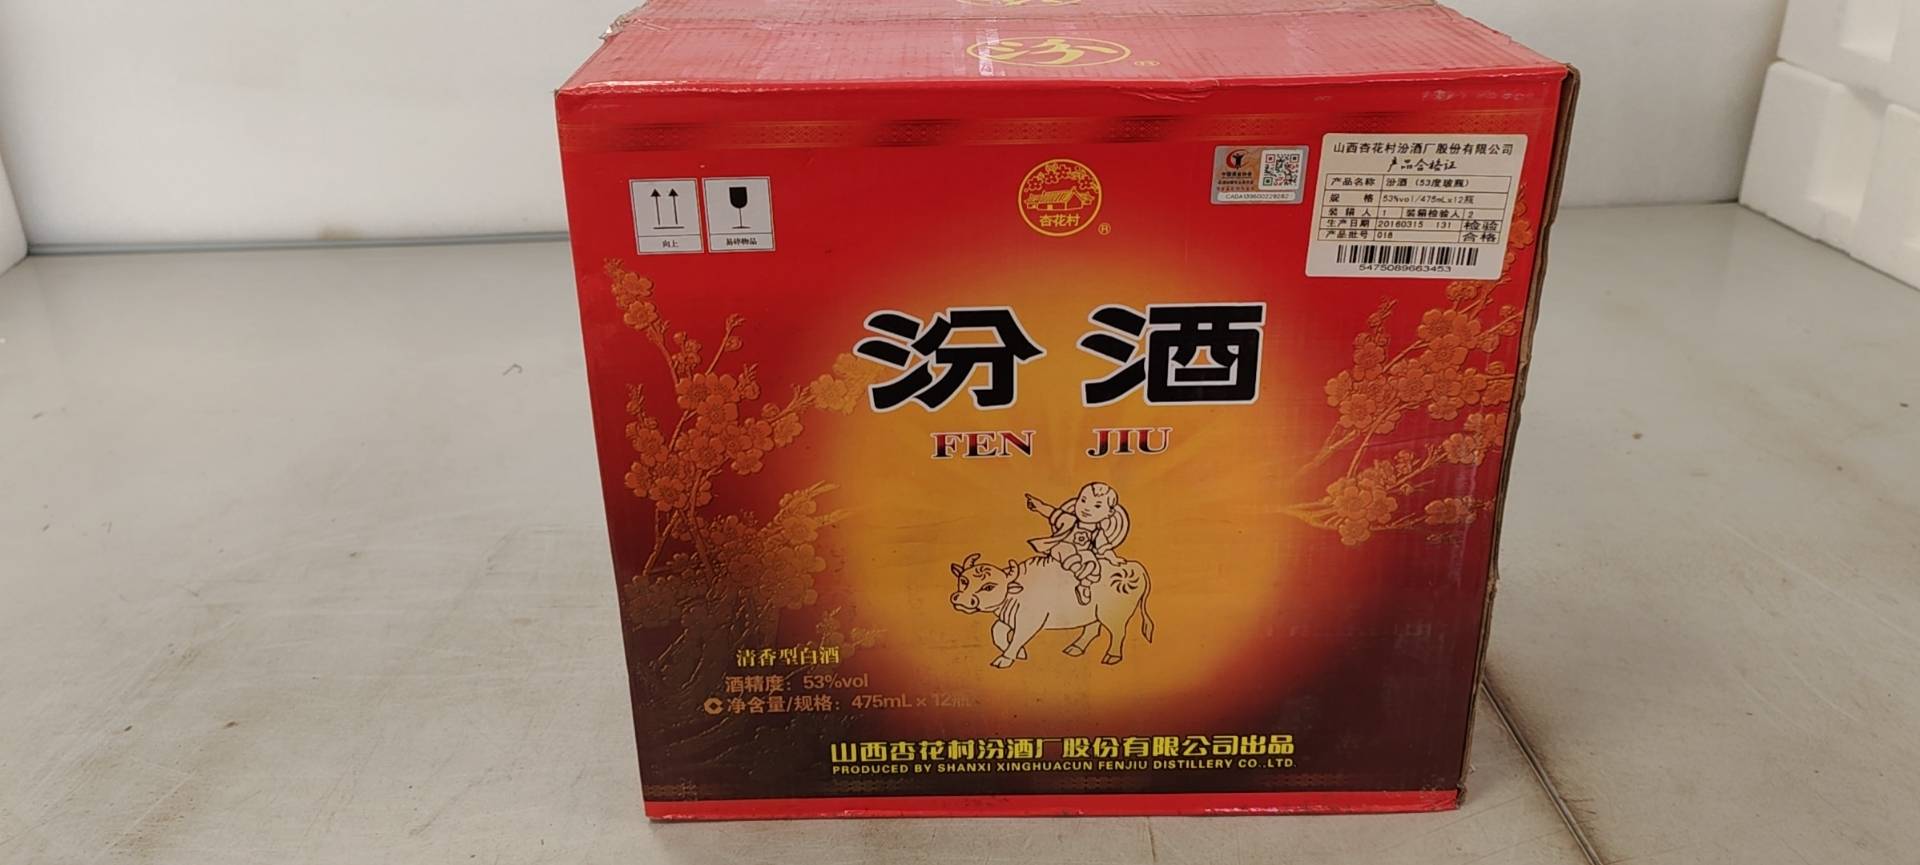 汾
向上
易碎物品
杏花村
®
CADA139600228282
山西杏花村汾酒厂股份有限公司
产品合格证
产品名称 汾酒(53度玻瓶)
规 格 53%vol/475mL×12瓶
装箱人 1 装箱检验人 2
生产日期 20160315 131 检验
产品批号 018 合格
5475089663453
汾酒
FEN JIU
清香型白酒
酒精度:53%vol
净含量/规格:475mL×12瓶
山西杏花村汾酒厂股份有限公司出品
PRODUCED BY SHANXI XINGHUACUN FENJIU DISTILLERY CO.,LTD.